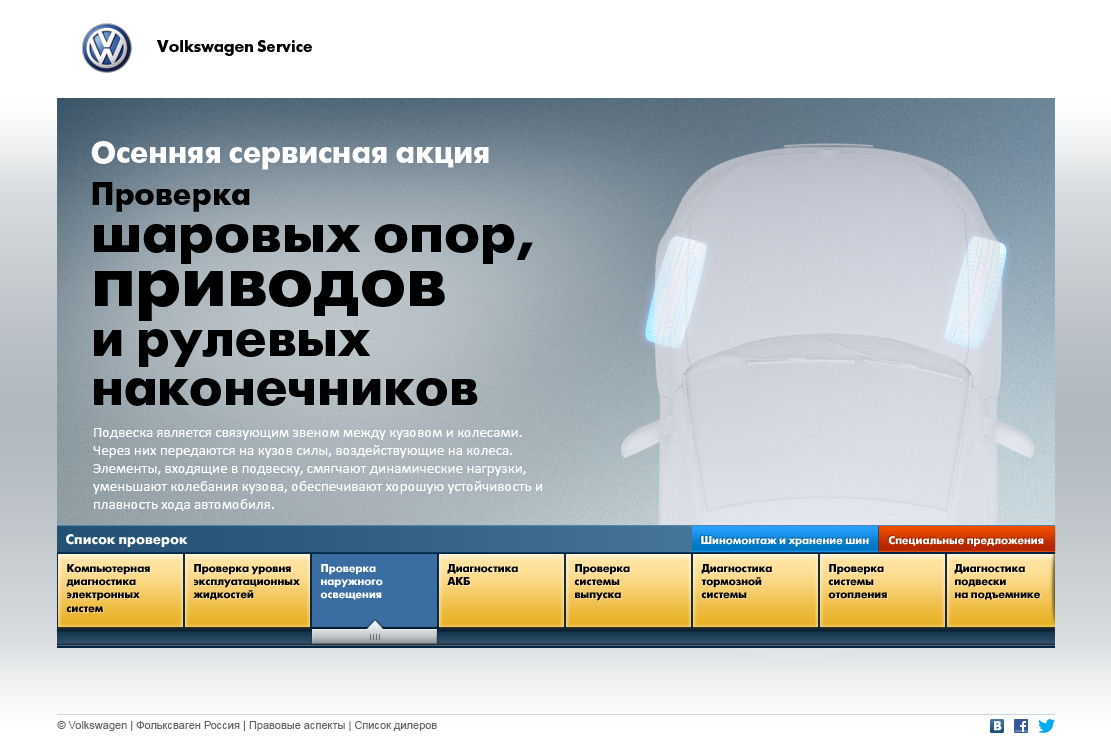 Volkswagen Service
Осенняя сервисная акция
Проверка
шаровых опор,
приводов
и рулевых
наконечников
Подвеска является связующим звеном между кузовом и колесами.
Через них передаются на кузов силы, воздействующие на колеса.
Элементы, входящие в подвеску, смягчают динамические нагрузки,
уменьшают колебания кузова, обеспечивают хорошую устойчивость и
плавность хода автомобиля.
Список проверок
Шиномонтаж и хранение шин
Специальные предложения
Компьютерная
диагностика
электронных
систем
Проверка уровня
эксплуатационных
жидкостей
Проверка
наружного
освещения
Диагностика
АКБ
Проверка
системы
выпуска
Диагностика
тормозной
системы
Проверка
системы
отопления
Диагностика
подвески
на подъемнике
© Volkswagen | Фольксваген Россия | Правовые аспекты | Список дилеров